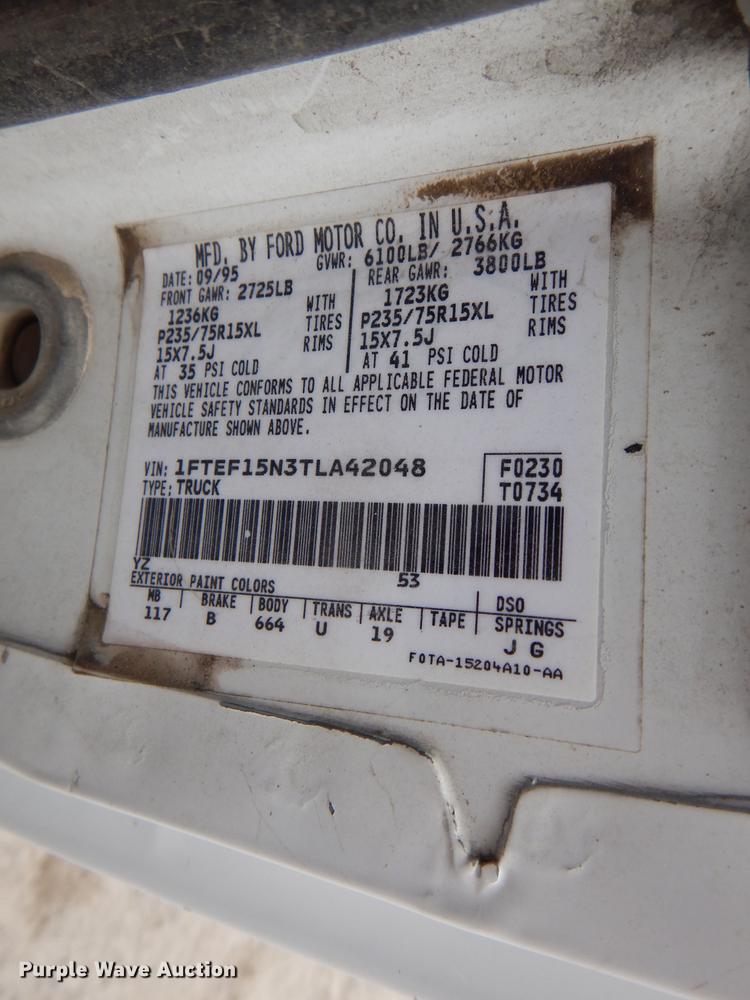 MFD. BY FORD MOTOR CO. IN U.S.A.
DATE: 09/95 GVWR: 6100LB/ 2766KG
FRONT GAWR: 2725LB REAR GAWR: 3800LB
1236KG WITH 1723KG WITH
P235/75R15XL TIRES P235/75R15XL TIRES
15X7.5J RIMS 15X7.5J RIMS
AT 35 PSI COLD AT 41 PSI COLD
THIS VEHICLE CONFORMS TO ALL APPLICABLE FEDERAL MOTOR
VEHICLE SAFETY STANDARDS IN EFFECT ON THE DATE OF
MANUFACTURE SHOWN ABOVE.
VIN: 1FTEF15N3TLA42048 F0230
TYPE: TRUCK T0734
YZ 53
EXTERIOR PAINT COLORS DSO
WB BRAKE BODY TRANS AXLE TAPE SPRINGS
117 B 664 U 19 J G
F0TA-15204A10-AA
Purple Wave Auction